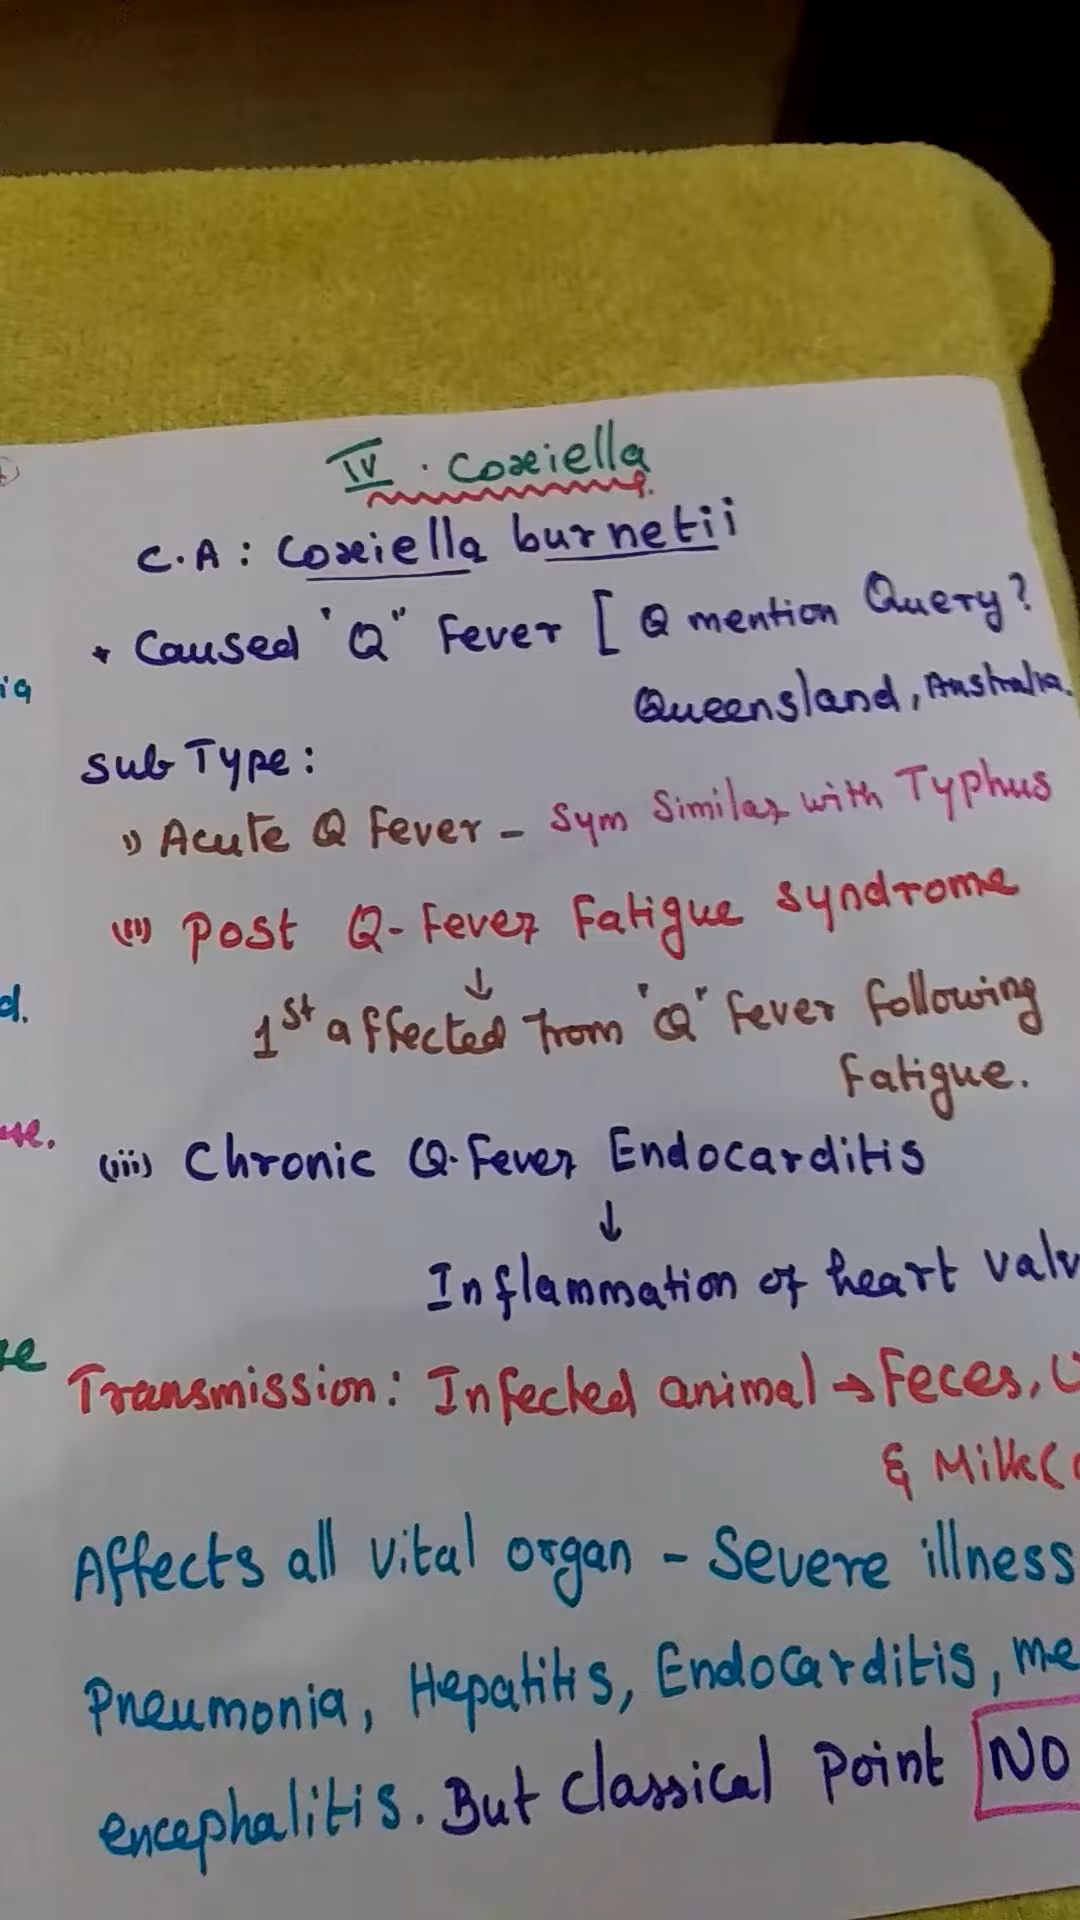 IV. Coxiella
C.A: Coxiella burnetii
* Caused "Q" Fever [ Q mention Query?
Queensland, Australia.
Sub Type:
i) Acute Q Fever - Sym Similar with Typhus
(ii) Post Q-Fever Fatigue Syndrome
↓
1st affected from "Q" fever following
Fatigue.
(iii) Chronic Q-Fever Endocarditis
↓
Inflammation of heart valv
Transmission: Infected animal → Feces, U
& Milk (
Affects all vital organ - Severe illness
Pneumonia, Hepatitis, Endocarditis, me
encephalitis. But Classical Point NO